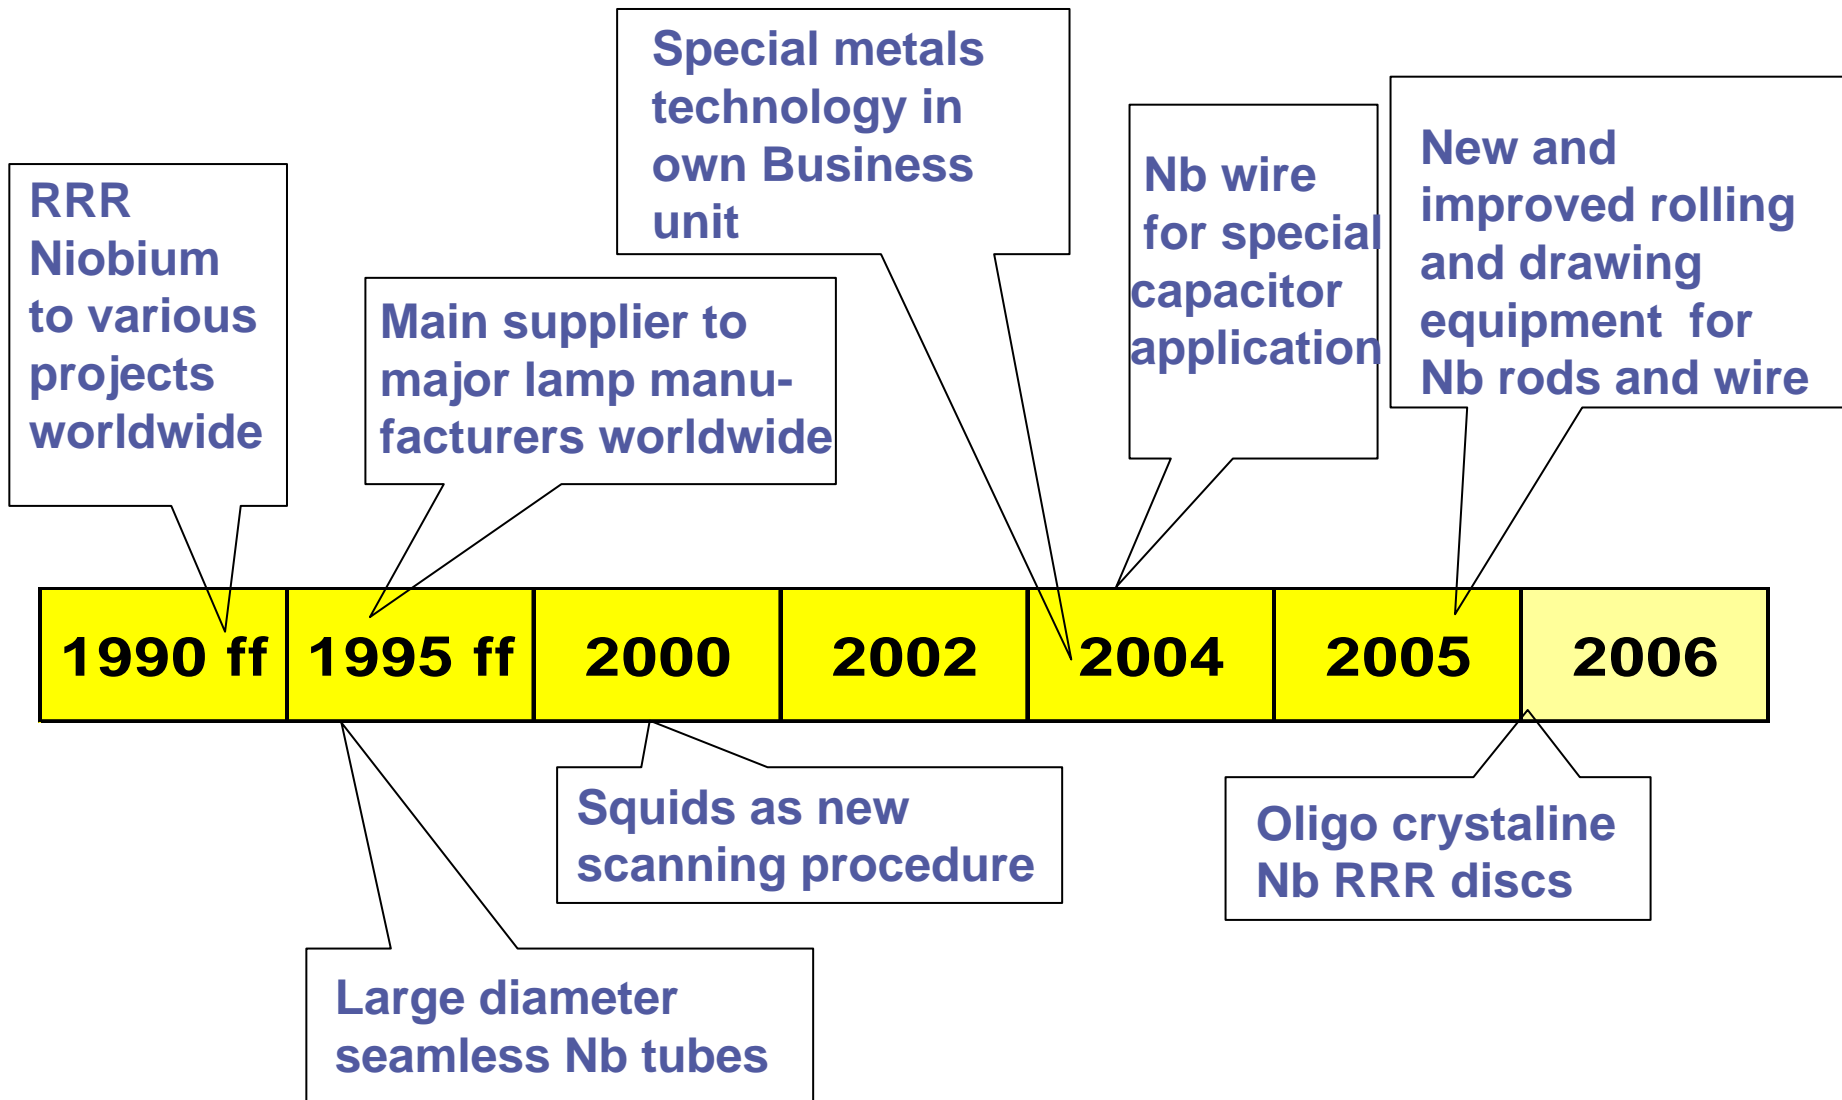 Special metals
technology in
own Business
unit
RRR
Niobium
to various
projects
worldwide
Main supplier to
major lamp manu-
facturers worldwide
Nb wire
for special
capacitor
application
New and
improved rolling
and drawing
equipment for
Nb rods and wire
1990 ff 1995 ff 2000 2002 2004 2005 2006
Squids as new
scanning procedure
Oligo crystaline
Nb RRR discs
Large diameter
seamless Nb tubes